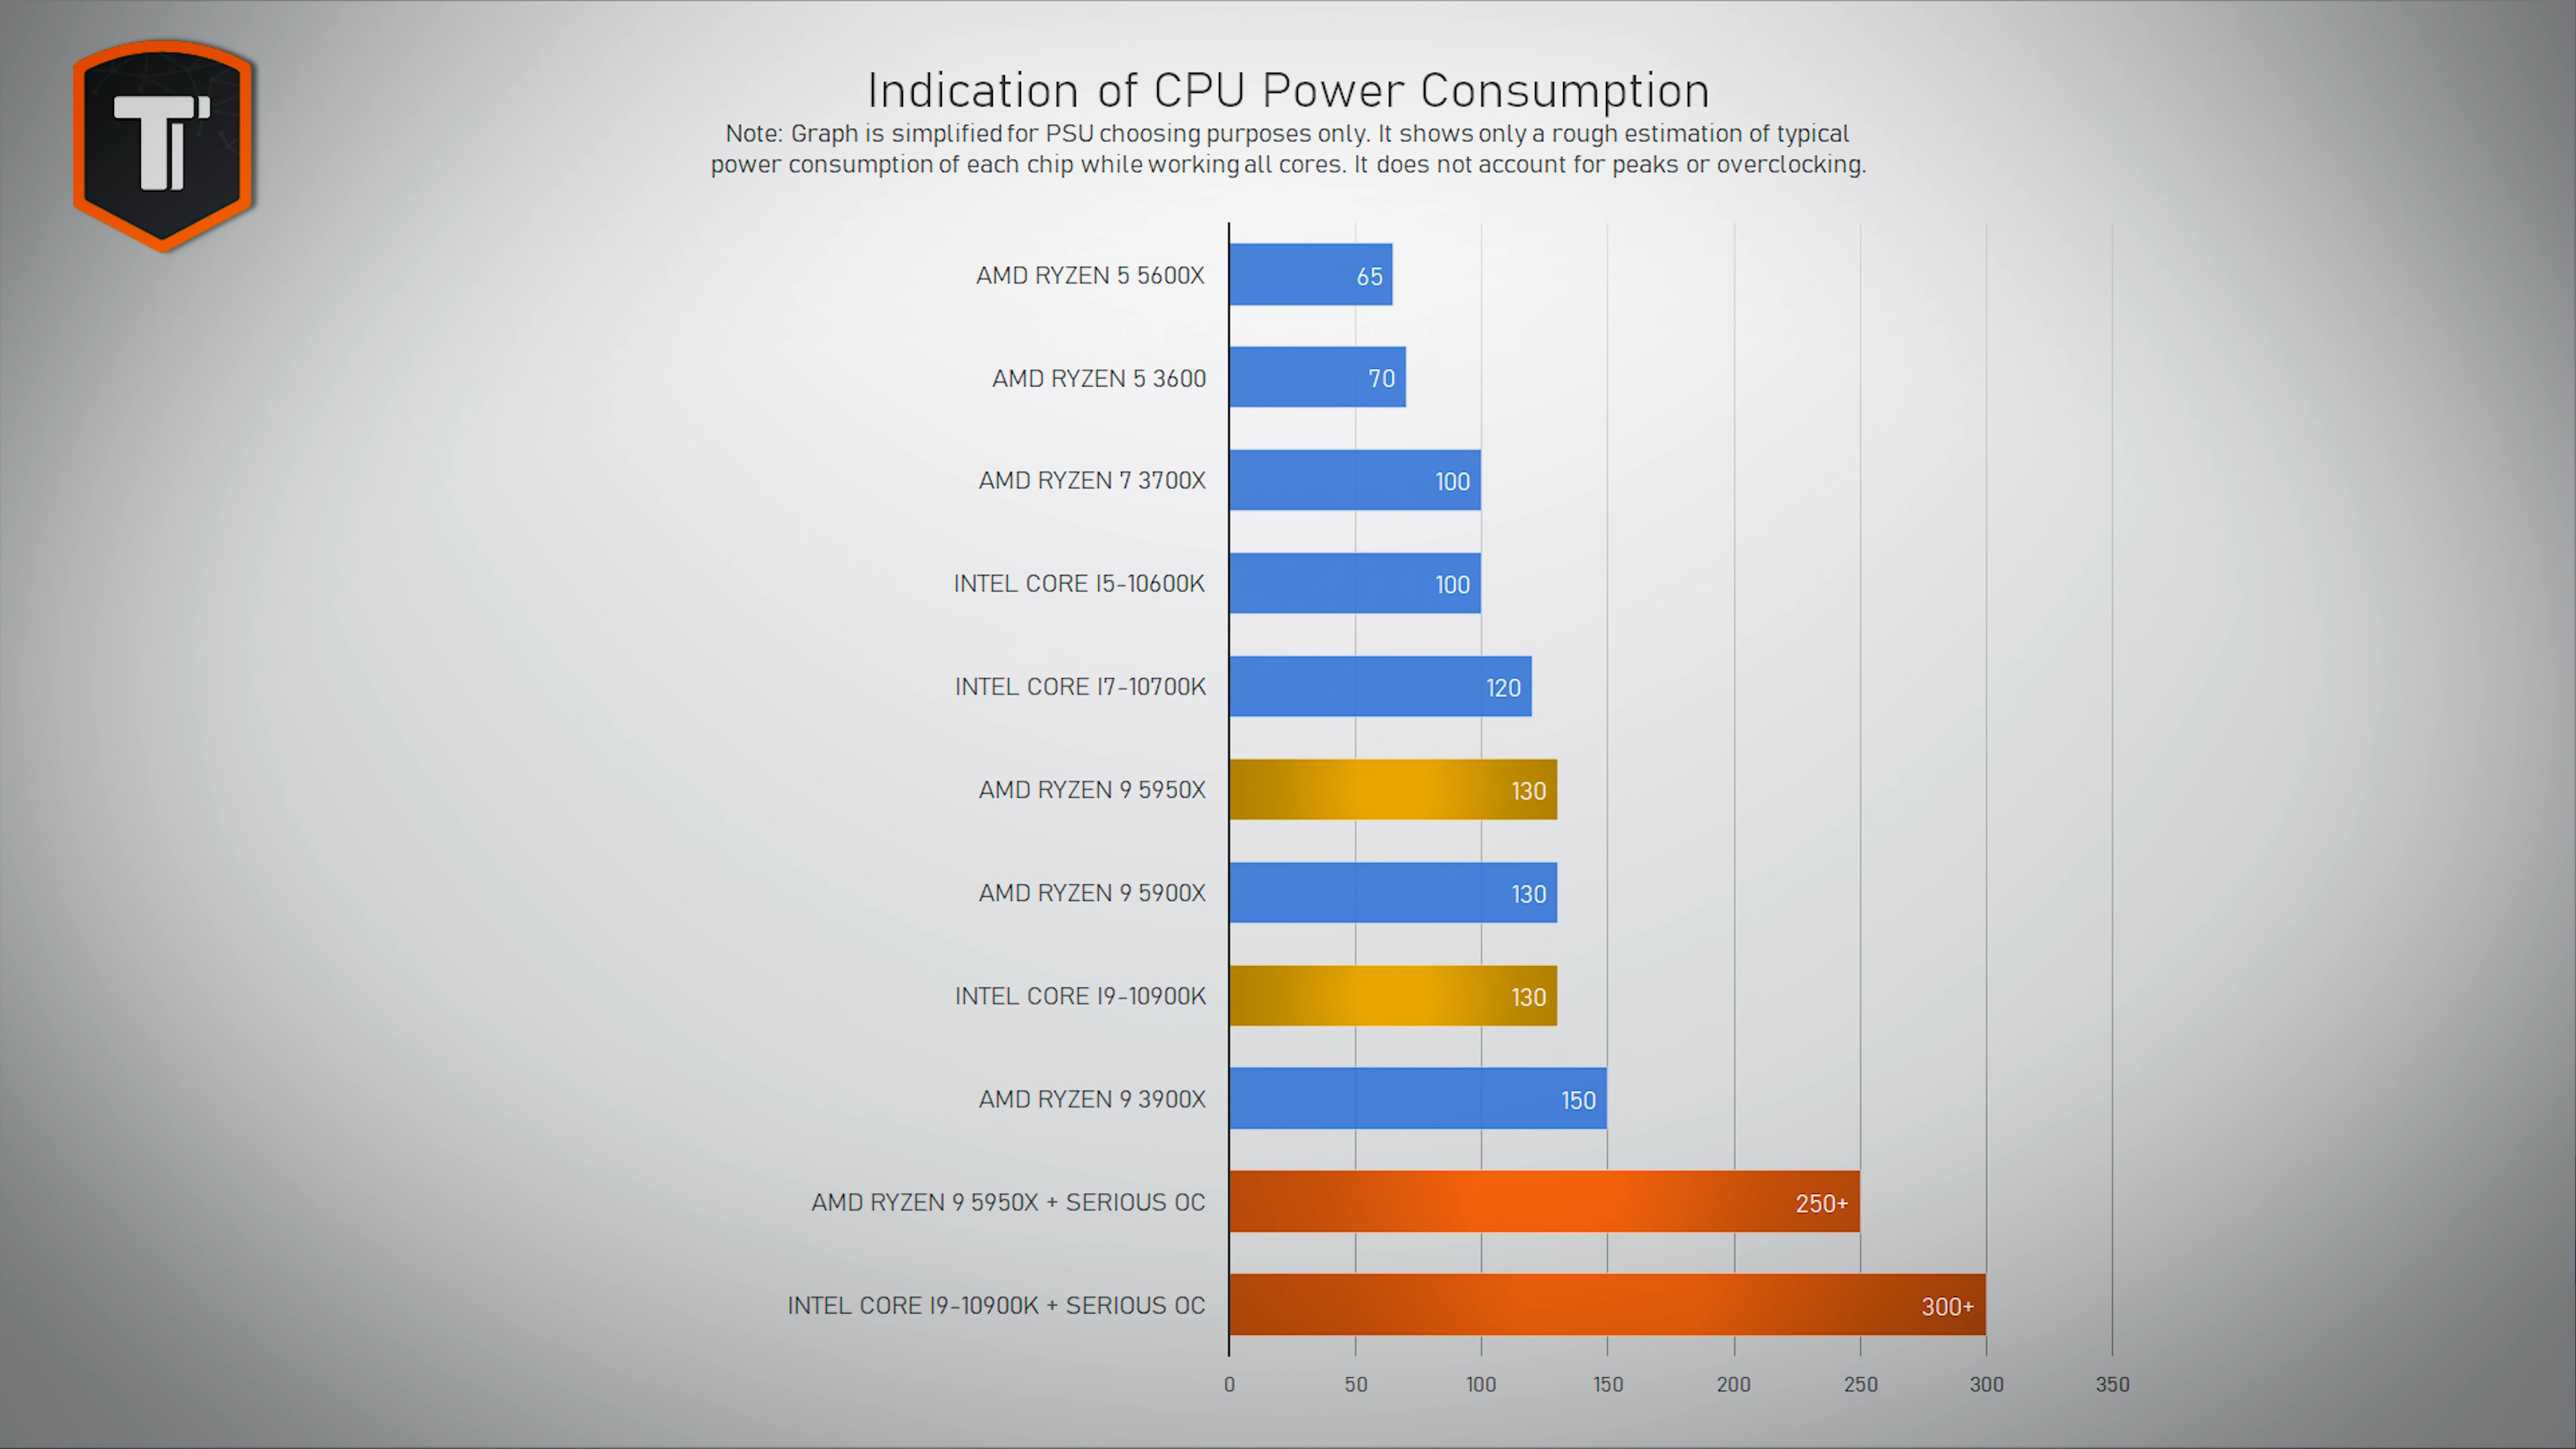 Indication of CPU Power Consumption
Note: Graph is simplified for PSU choosing purposes only. It shows only a rough estimation of typical
power consumption of each chip while working all cores. It does not account for peaks or overclocking.
AMD RYZEN 5 5600X 65
AMD RYZEN 5 3600 70
AMD RYZEN 7 3700X 100
INTEL CORE I5-10600K 100
INTEL CORE I7-10700K 120
AMD RYZEN 9 5950X 130
AMD RYZEN 9 5900X 130
INTEL CORE I9-10900K 130
AMD RYZEN 9 3900X 150
AMD RYZEN 9 5950X + SERIOUS OC 250+
INTEL CORE I9-10900K + SERIOUS OC 300+
0 50 100 150 200 250 300 350